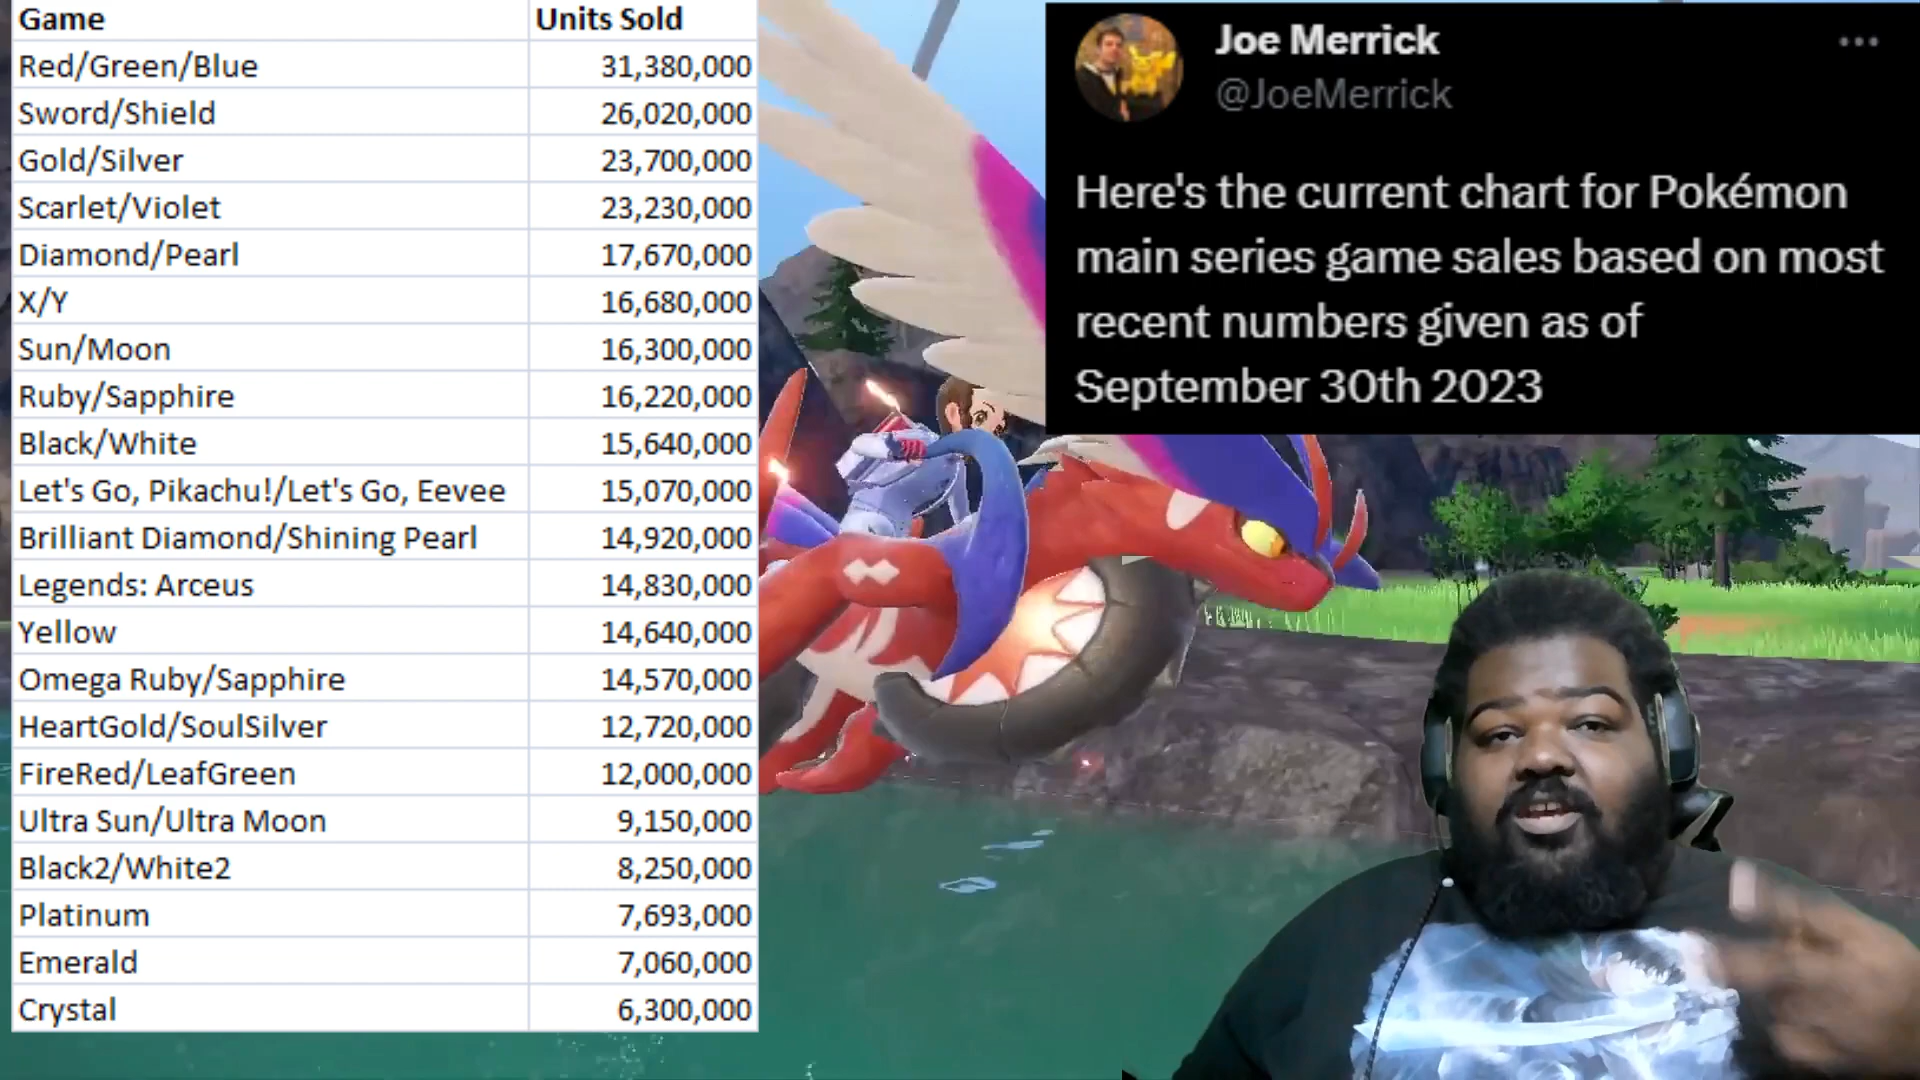 Game Units Sold
Red/Green/Blue 31,380,000
Sword/Shield 26,020,000
Gold/Silver 23,700,000
Scarlet/Violet 23,230,000
Diamond/Pearl 17,670,000
X/Y 16,680,000
Sun/Moon 16,300,000
Ruby/Sapphire 16,220,000
Black/White 15,640,000
Let's Go, Pikachu!/Let's Go, Eevee 15,070,000
Brilliant Diamond/Shining Pearl 14,920,000
Legends: Arceus 14,830,000
Yellow 14,640,000
Omega Ruby/Sapphire 14,570,000
HeartGold/SoulSilver 12,720,000
FireRed/LeafGreen 12,000,000
Ultra Sun/Ultra Moon 9,150,000
Black2/White2 8,250,000
Platinum 7,693,000
Emerald 7,060,000
Crystal 6,300,000
Joe Merrick
@JoeMerrick
Here's the current chart for Pokémon
main series game sales based on most
recent numbers given as of
September 30th 2023